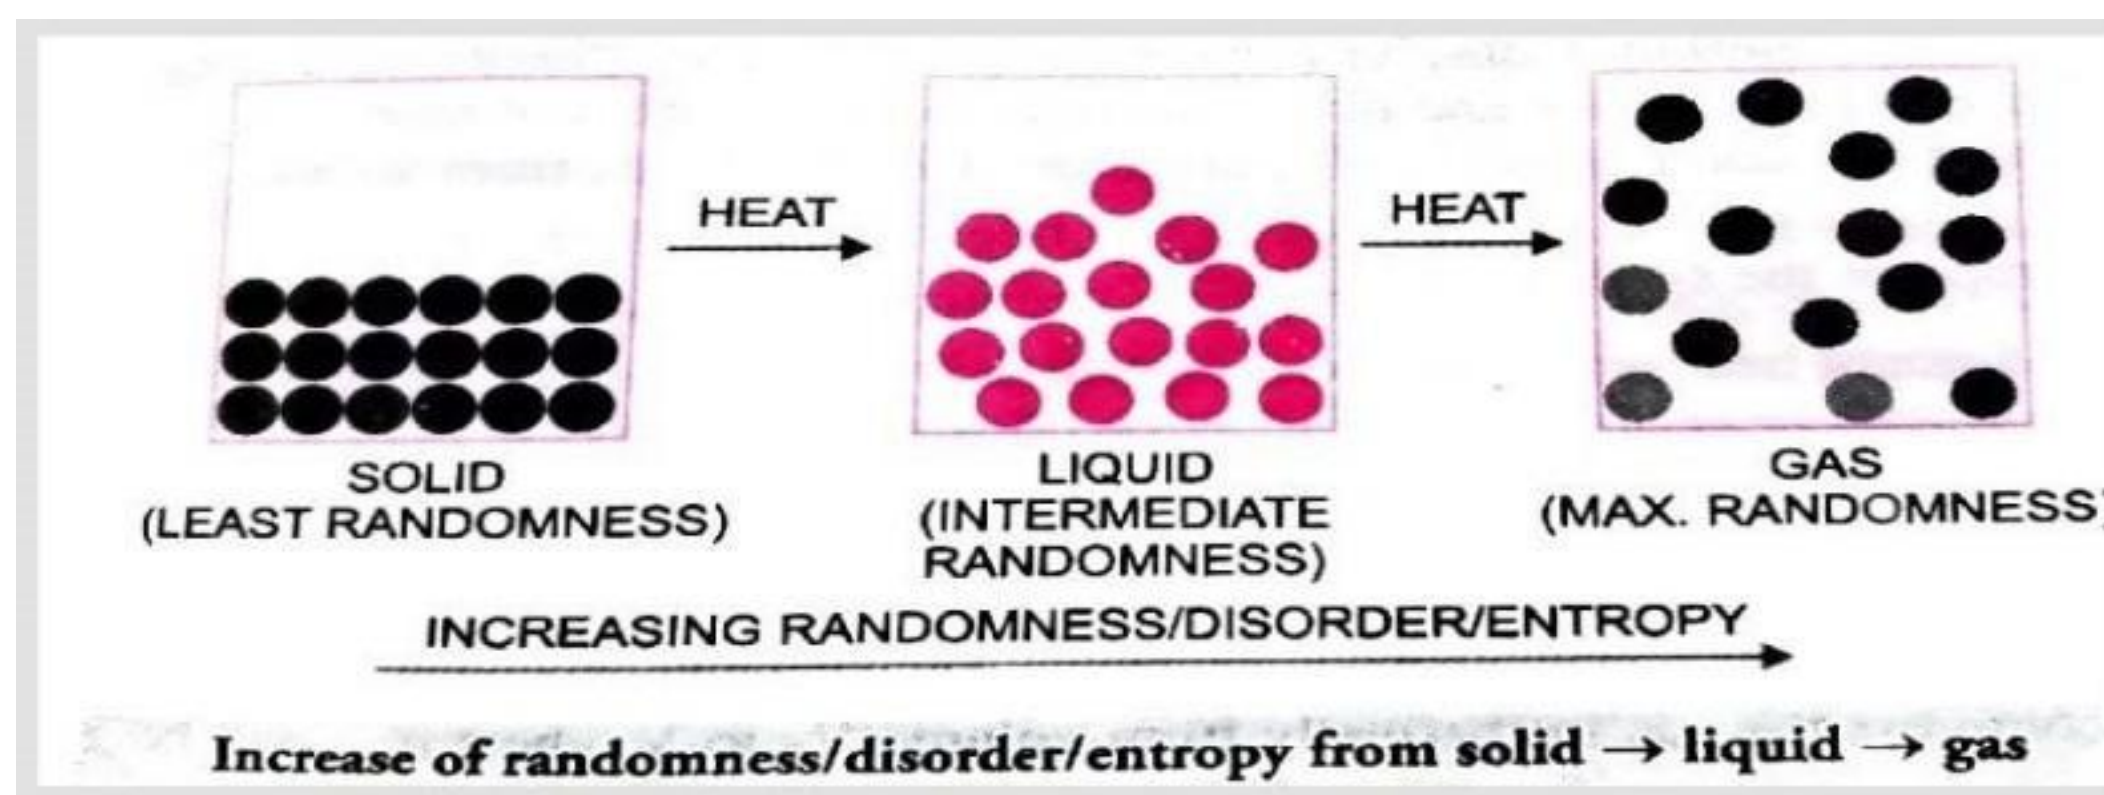 HEAT
HEAT
SOLID
(LEAST RANDOMNESS)
LIQUID
(INTERMEDIATE
RANDOMNESS)
GAS
(MAX. RANDOMNESS)
INCREASING RANDOMNESS/DISORDER/ENTROPY
Increase of randomness/disorder/entropy from solid → liquid → gas